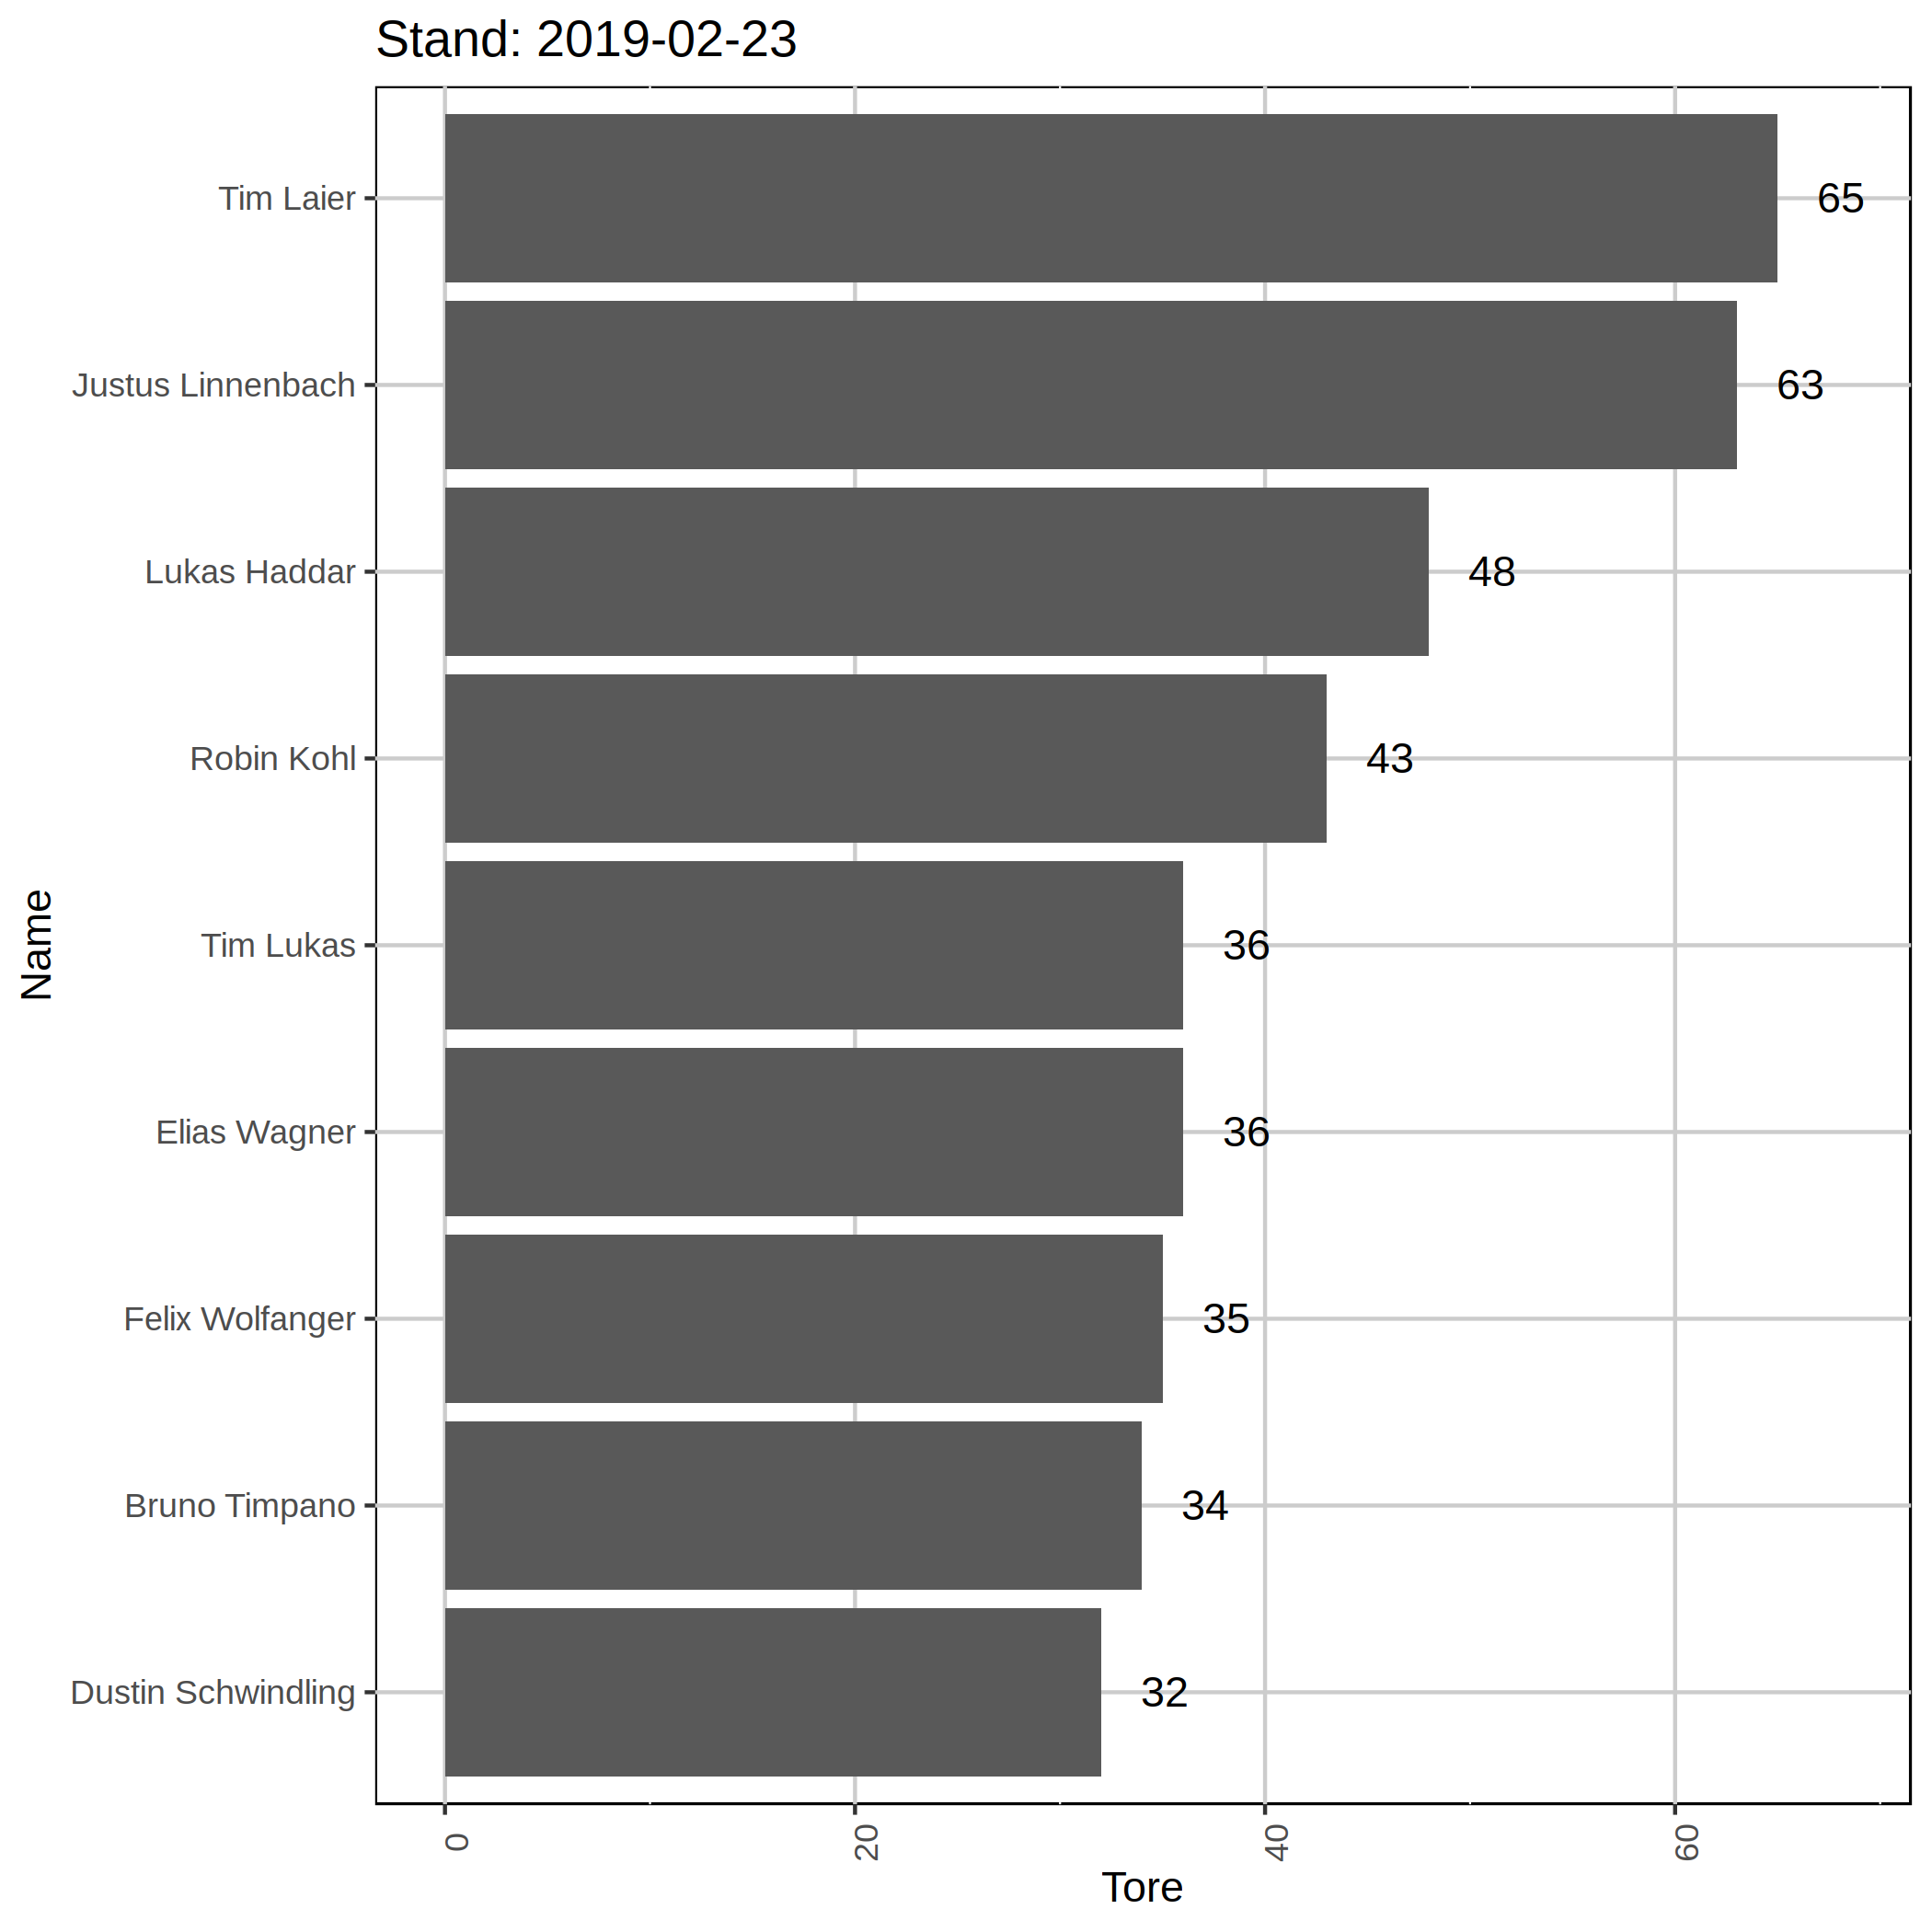 Stand: 2019-02-23
Tim Laier 65
Justus Linnenbach 63
Lukas Haddar 48
Robin Kohl 43
Tim Lukas 36
Elias Wagner 36
Felix Wolfanger 35
Bruno Timpano 34
Dustin Schwindling 32
Name
0 20 40 60
Tore